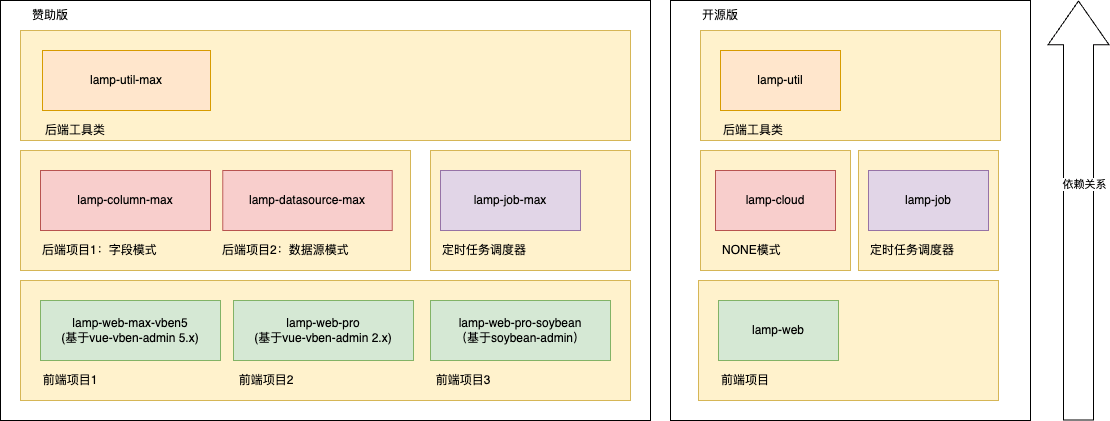 赞助版
lamp-util-max
后端工具类
lamp-column-max
lamp-datasource-max
lamp-job-max
后端项目1：字段模式
后端项目2：数据源模式
定时任务调度器
lamp-web-max-vben5
(基于vue-vben-admin 5.x)
lamp-web-pro
(基于vue-vben-admin 2.x)
lamp-web-pro-soybean
（基于soybean-admin）
前端项目1
前端项目2
前端项目3
开源版
lamp-util
后端工具类
lamp-cloud
lamp-job
NONE模式
定时任务调度器
lamp-web
前端项目
依赖关系